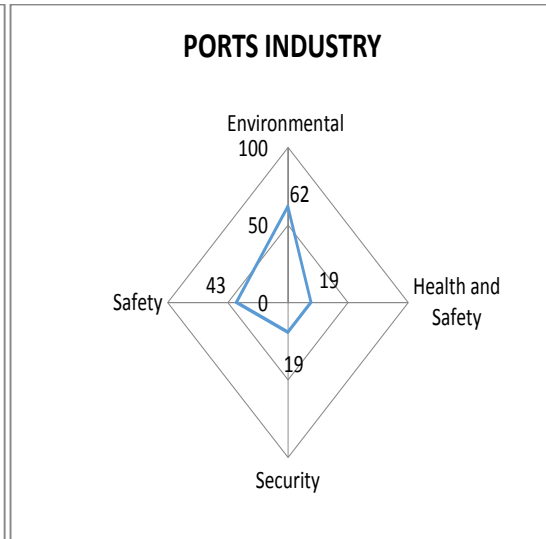 PORTS INDUSTRY
Environmental
100
62
50
43
19
Safety
0
Health and
Safety
19
Security